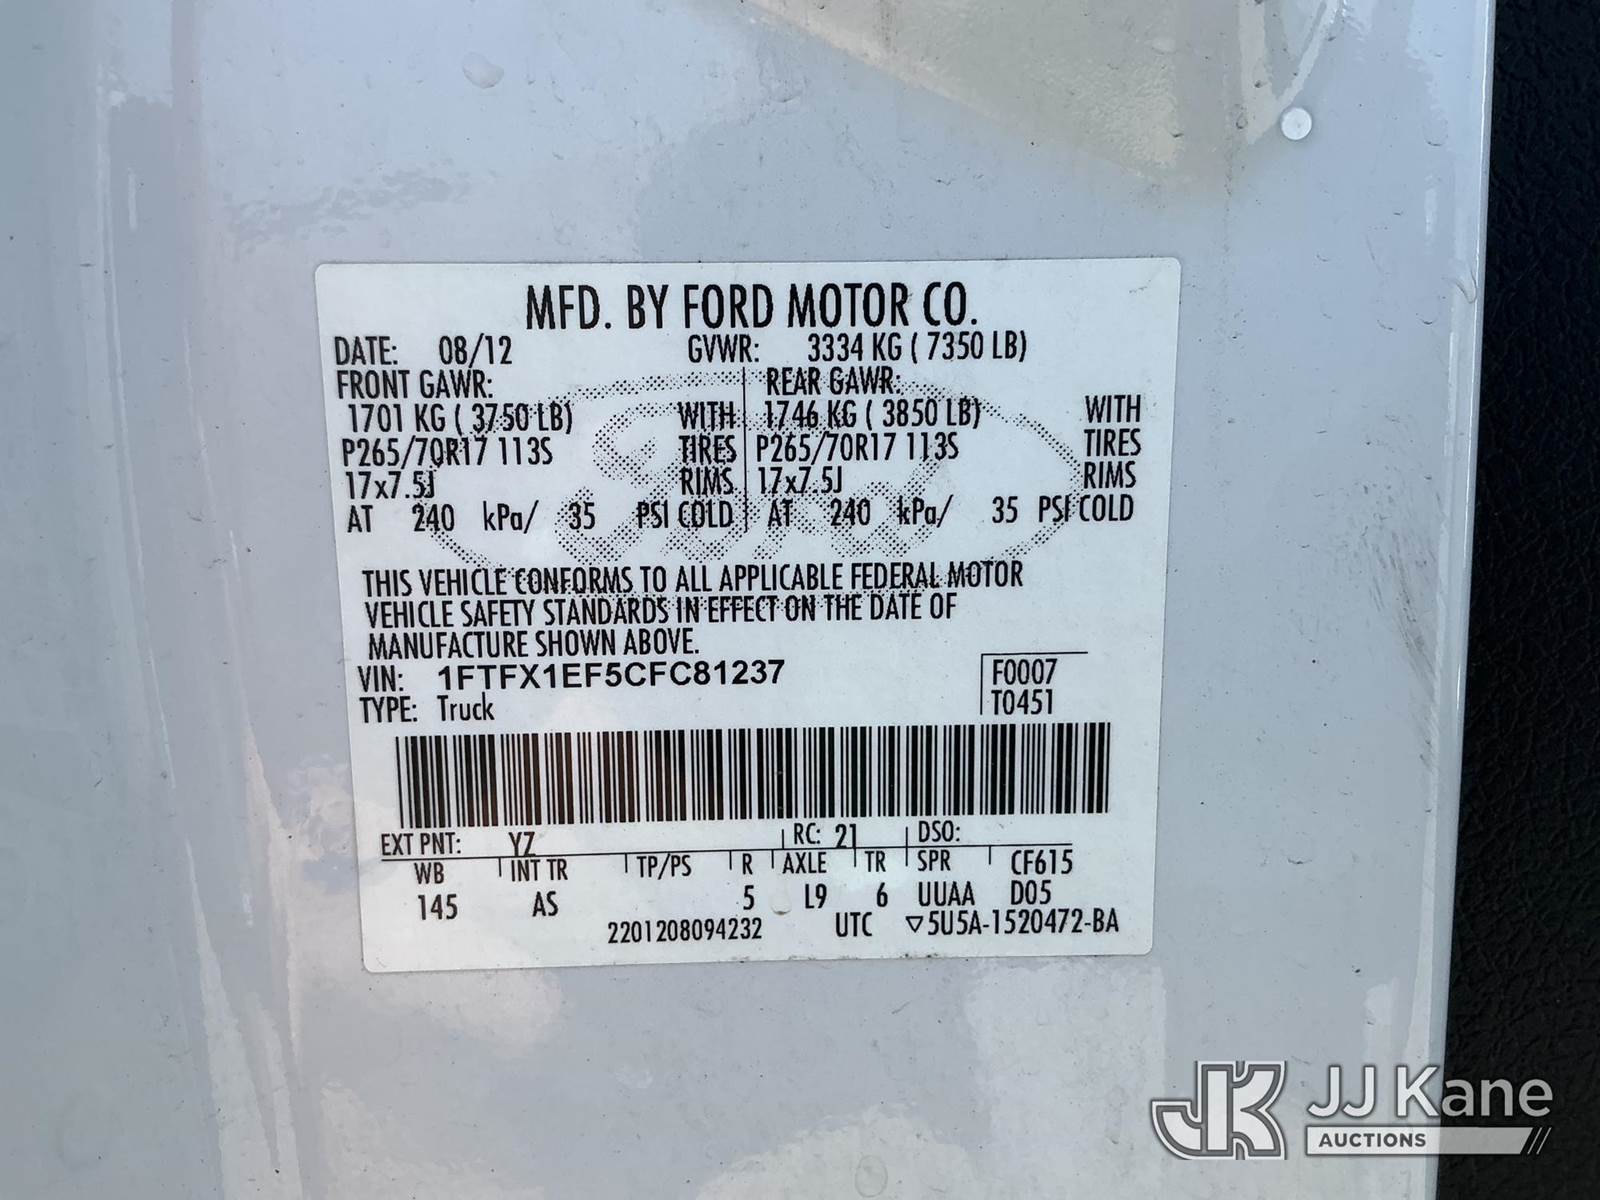 MFD. BY FORD MOTOR CO.
DATE: 08/12 GVWR: 3334 KG ( 7350 LB)
FRONT GAWR: REAR GAWR:
1701 KG ( 3750 LB) WITH 1746 KG ( 3850 LB) WITH
P265/70R17 113S TIRES P265/70R17 113S TIRES
17x7.5J RIMS 17x7.5J RIMS
AT 240 kPa/ 35 PSI COLD AT 240 kPa/ 35 PSI COLD
THIS VEHICLE CONFORMS TO ALL APPLICABLE FEDERAL MOTOR
VEHICLE SAFETY STANDARDS IN EFFECT ON THE DATE OF
MANUFACTURE SHOWN ABOVE.
VIN: 1FTFX1EF5CFC81237 F0007
TYPE: Truck T0451
EXT PNT: YZ RC: 21 DSO:
WB INT TR TP/PS R AXLE TR SPR CF615
145 AS 5 L9 6 UUAA D05
2201208094232 UTC ▽5U5A-1520472-BA
Ford
JK JJ Kane
AUCTIONS